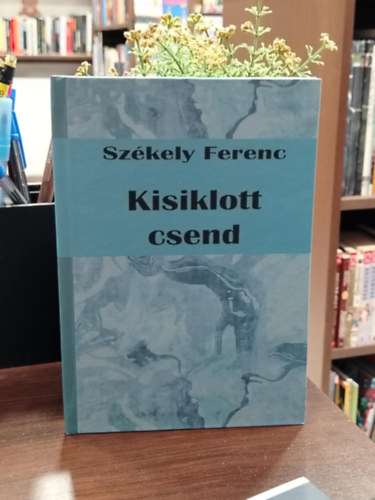 Székely Ferenc
Kisiklott
csend